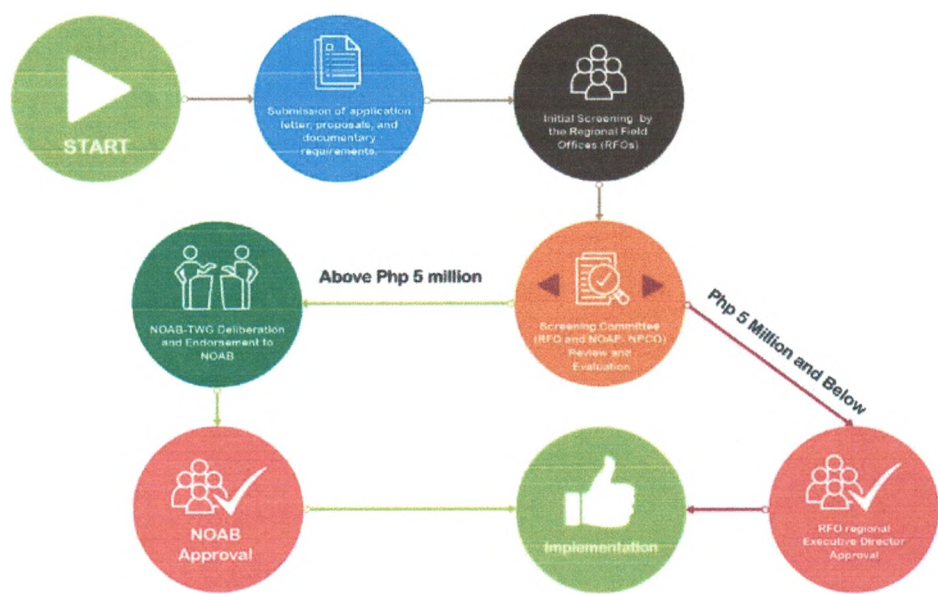 START
Submission of application
letter, proposals, and
documentary
requirements.
Initial Screening by
the Regional Field
Offices (RFOs)
Above Php 5 million
Php 5 Million and Below
NOAB-TWG Deliberation
and Endorsement to
NOAB
Screening Committee
(RFO and NOAP- NPCO)
Review and
Evaluation
NOAB
Approval
Implementation
RFO regional
Executive Director
Approval